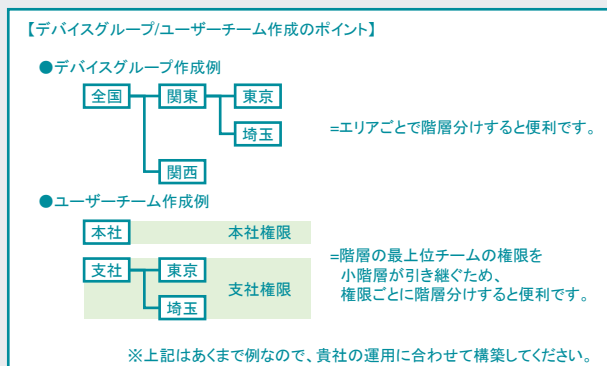 【デバイスグループ/ユーザーチーム作成のポイント】
●デバイスグループ作成例
全国 関東 東京
埼玉
=エリアごとで階層分けすると便利です。
関西
●ユーザーチーム作成例
本社 本社権限
支社 東京
支社権限
埼玉
=階層の最上位チームの権限を
小階層が引き継ぐため、
権限ごとに階層分けすると便利です。
※上記はあくまで例なので、貴社の運用に合わせて構築してください。